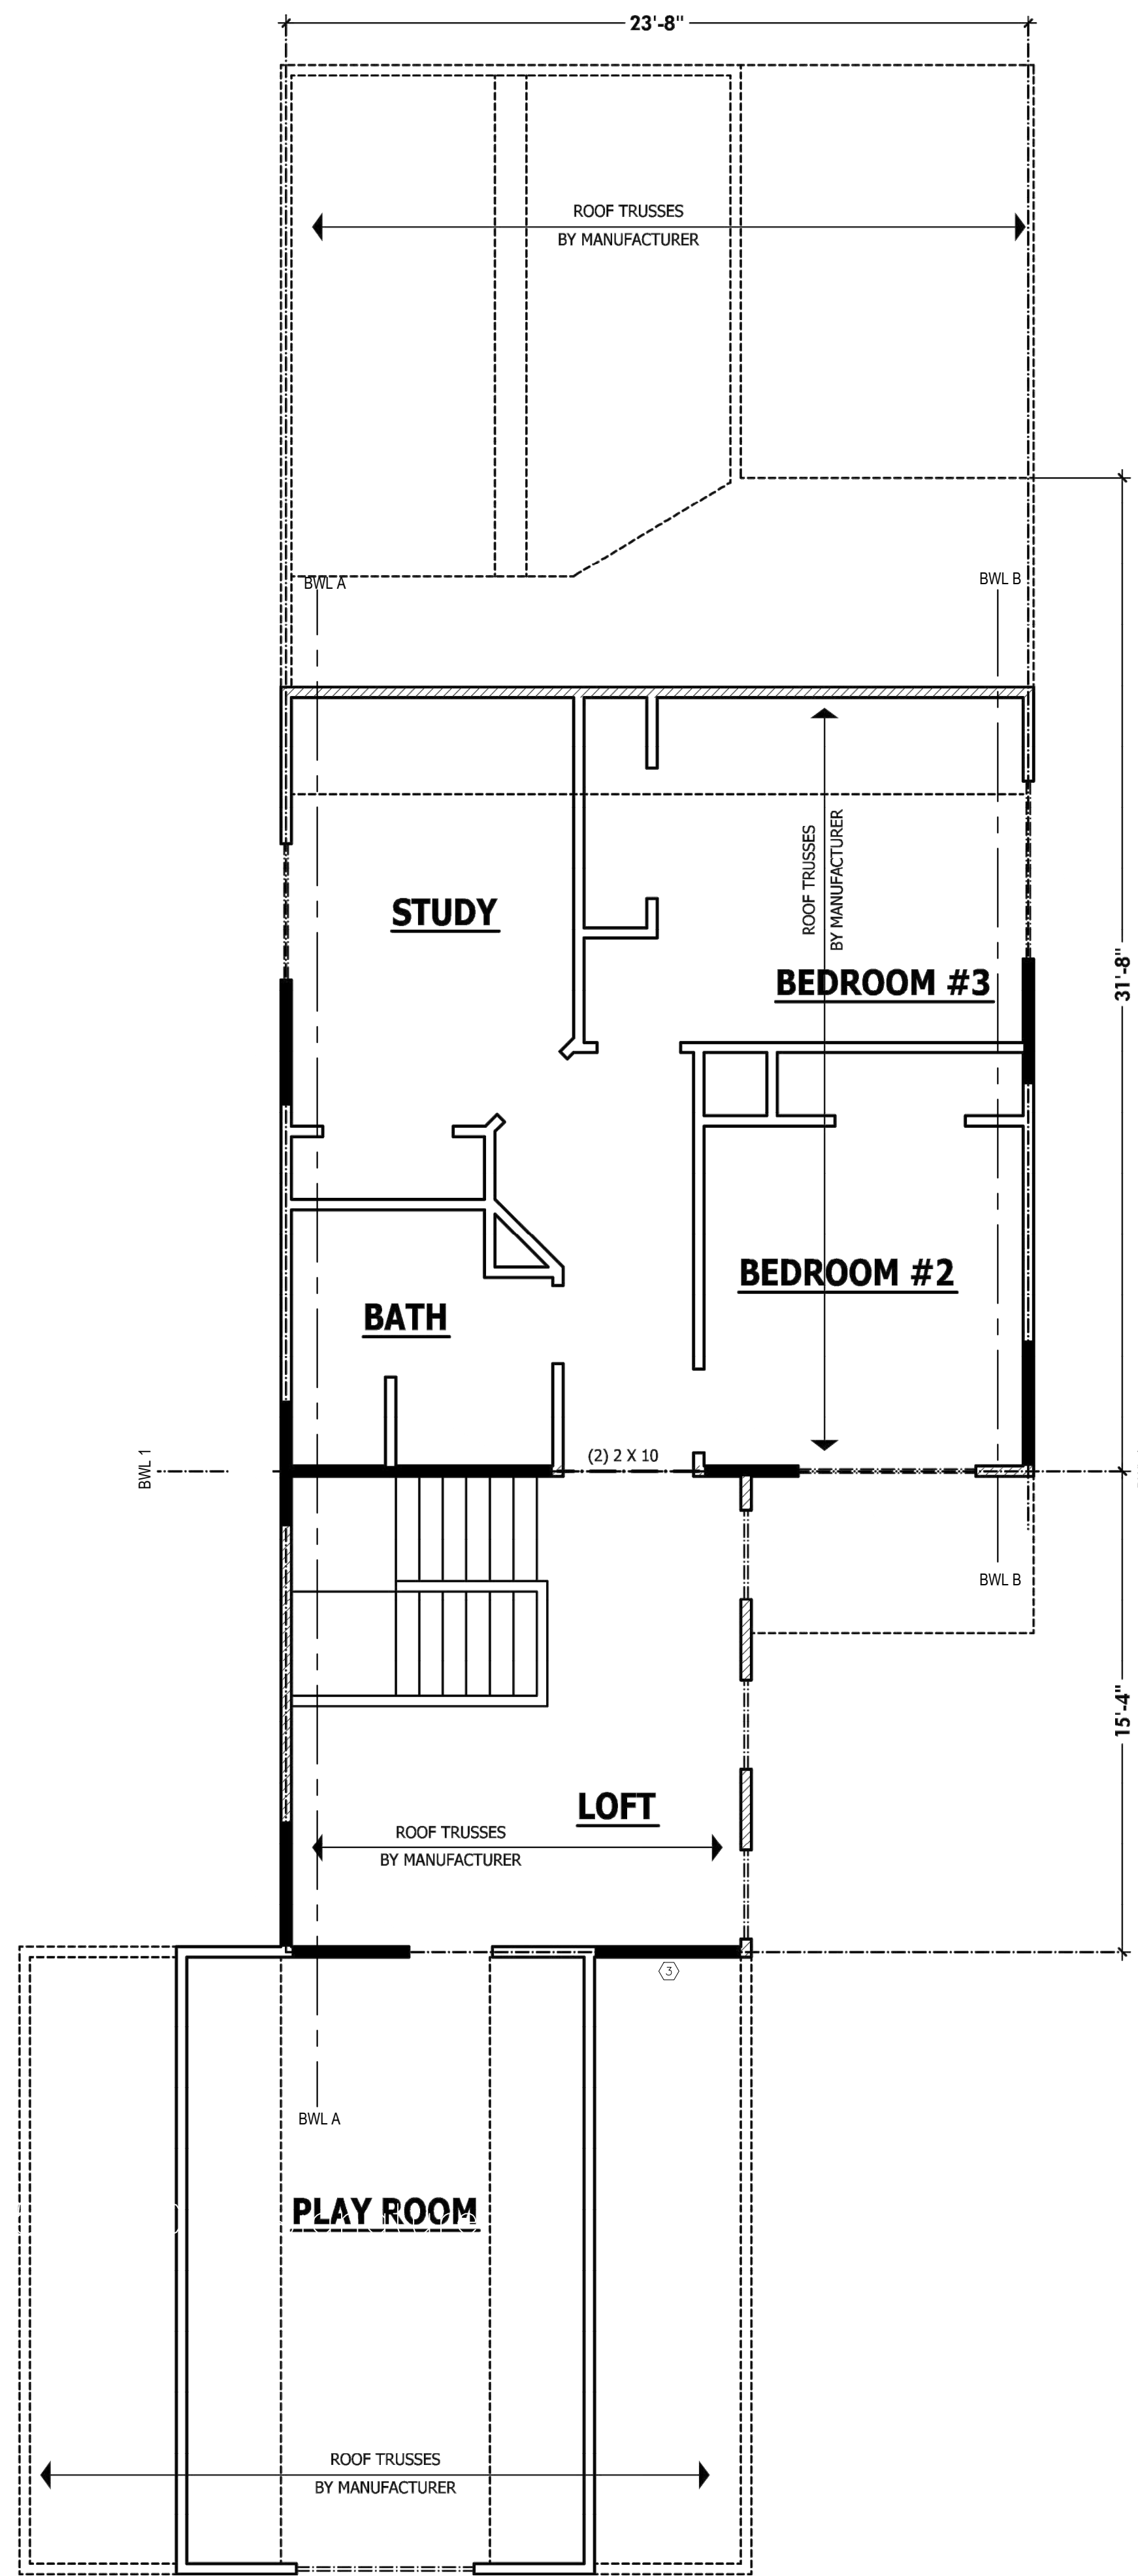 23'-8"
ROOF TRUSSES
BY MANUFACTURER
BWL A
BWL B
ROOF TRUSSES
BY MANUFACTURER
STUDY
BEDROOM #3
31'-8"
BEDROOM #2
BATH
BWL 1
(2) 2 X 10
BWL B
15'-4"
LOFT
ROOF TRUSSES
BY MANUFACTURER
3
BWL A
PLAY ROOM
ROOF TRUSSES
BY MANUFACTURER